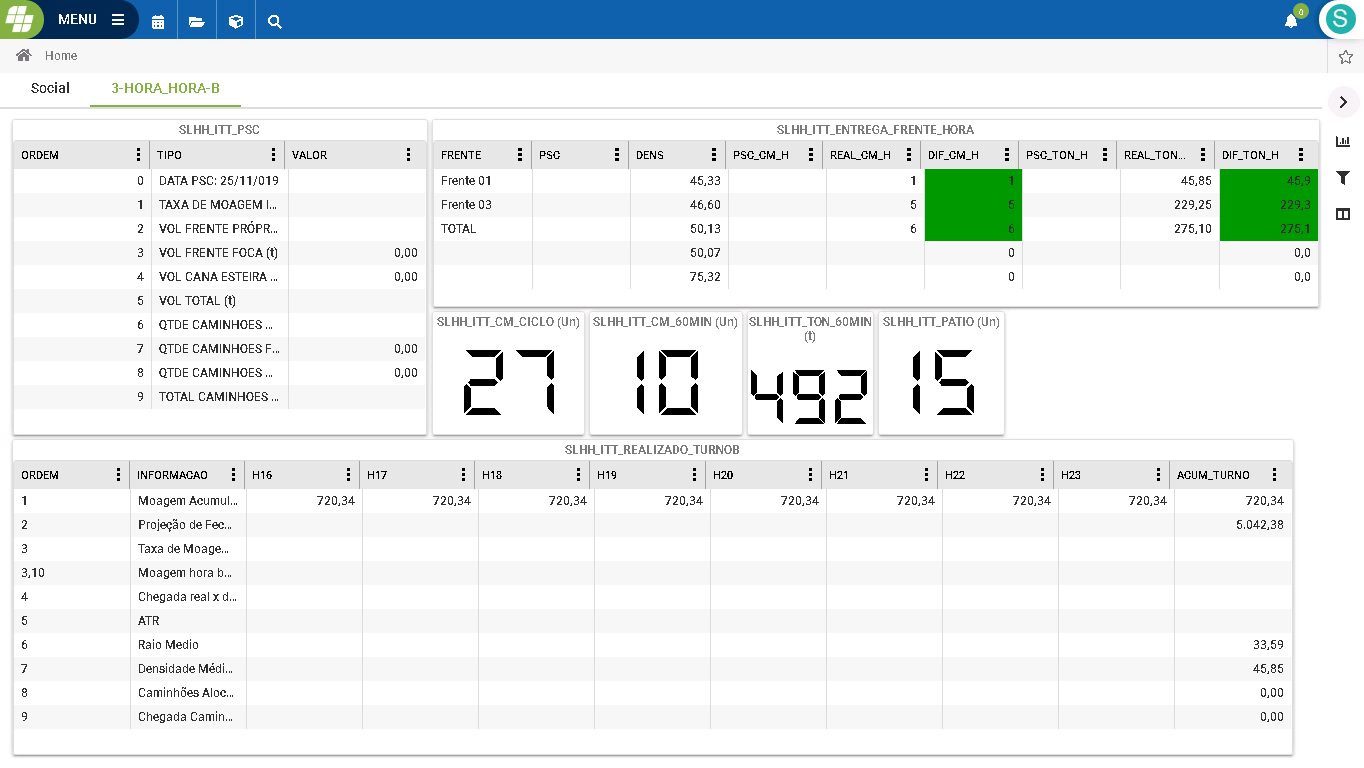 MENU
0
S
Home
Social 3-HORA_HORA-B
SLHH_ITT_PSC
ORDEM TIPO VALOR
0 DATA PSC: 25/11/019
1 TAXA DE MOAGEM I...
2 VOL FRENTE PRÓPR...
3 VOL FRENTE FOCA (t) 0,00
4 VOL CANA ESTEIRA ... 0,00
5 VOL TOTAL (t)
6 QTDE CAMINHOES ...
7 QTDE CAMINHOES F... 0,00
8 QTDE CAMINHOES ... 0,00
9 TOTAL CAMINHOES ...
SLHH_ITT_ENTREGA_FRENTE_HORA
FRENTE PSC DENS PSC_CM_H REAL_CM_H DIF_CM_H PSC_TON_H REAL_TON... DIF_TON_H
Frente 01 45,33 1 1 45,85 45,9
Frente 03 46,60 5 5 229,25 229,3
TOTAL 50,13 6 6 275,10 275,1
50,07 0 0,0
75,32 0 0,0
SLHH_ITT_CM_CICLO (Un)
27
SLHH_ITT_CM_60MIN (Un)
10
SLHH_ITT_TON_60MIN
(t)
492
SLHH_ITT_PATIO (Un)
15
SLHH_ITT_REALIZADO_TURNOB
ORDEM INFORMACAO H16 H17 H18 H19 H20 H21 H22 H23 ACUM_TURNO
1 Moagem Acumul... 720,34 720,34 720,34 720,34 720,34 720,34 720,34 720,34 720,34
2 Projeção de Fec... 5.042,38
3 Taxa de Moage...
3,10 Moagem hora b...
4 Chegada real x d...
5 ATR
6 Raio Medio 33,59
7 Densidade Médi... 45,85
8 Caminhões Aloc... 0,00
9 Chegada Camin... 0,00